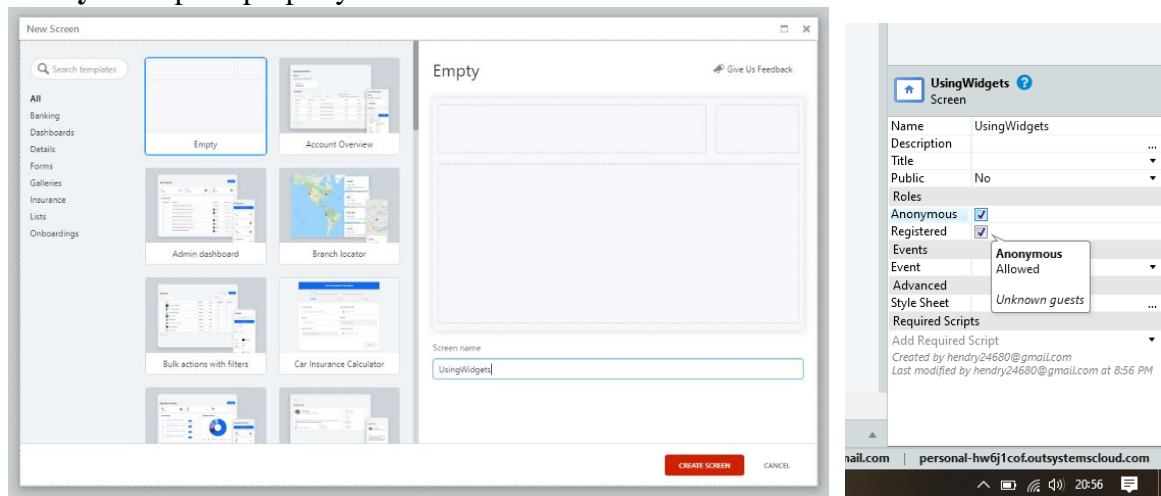 New Screen
Search templates
All
Banking
Dashboards
Details
Forms
Galleries
Insurance
Lists
Onboardings
Empty
Account Overview
Admin dashboard
Branch locator
Bulk actions with filters
Car Insurance Calculator
Empty
Give Us Feedback
Screen name
UsingWidgets
CREATE SCREEN
CANCEL
UsingWidgets ?
Screen
Name UsingWidgets
Description ...
Title
Public No
Roles
Anonymous
Registered
Events
Event
Advanced
Style Sheet ...
Required Scripts
Add Required Script
Created by hendry24680@gmail.com
Last modified by hendry24680@gmail.com at 8:56 PM
Anonymous
Allowed
Unknown guests
mail.com | personal-hw6j1cof.outsystemscloud.com
20:56